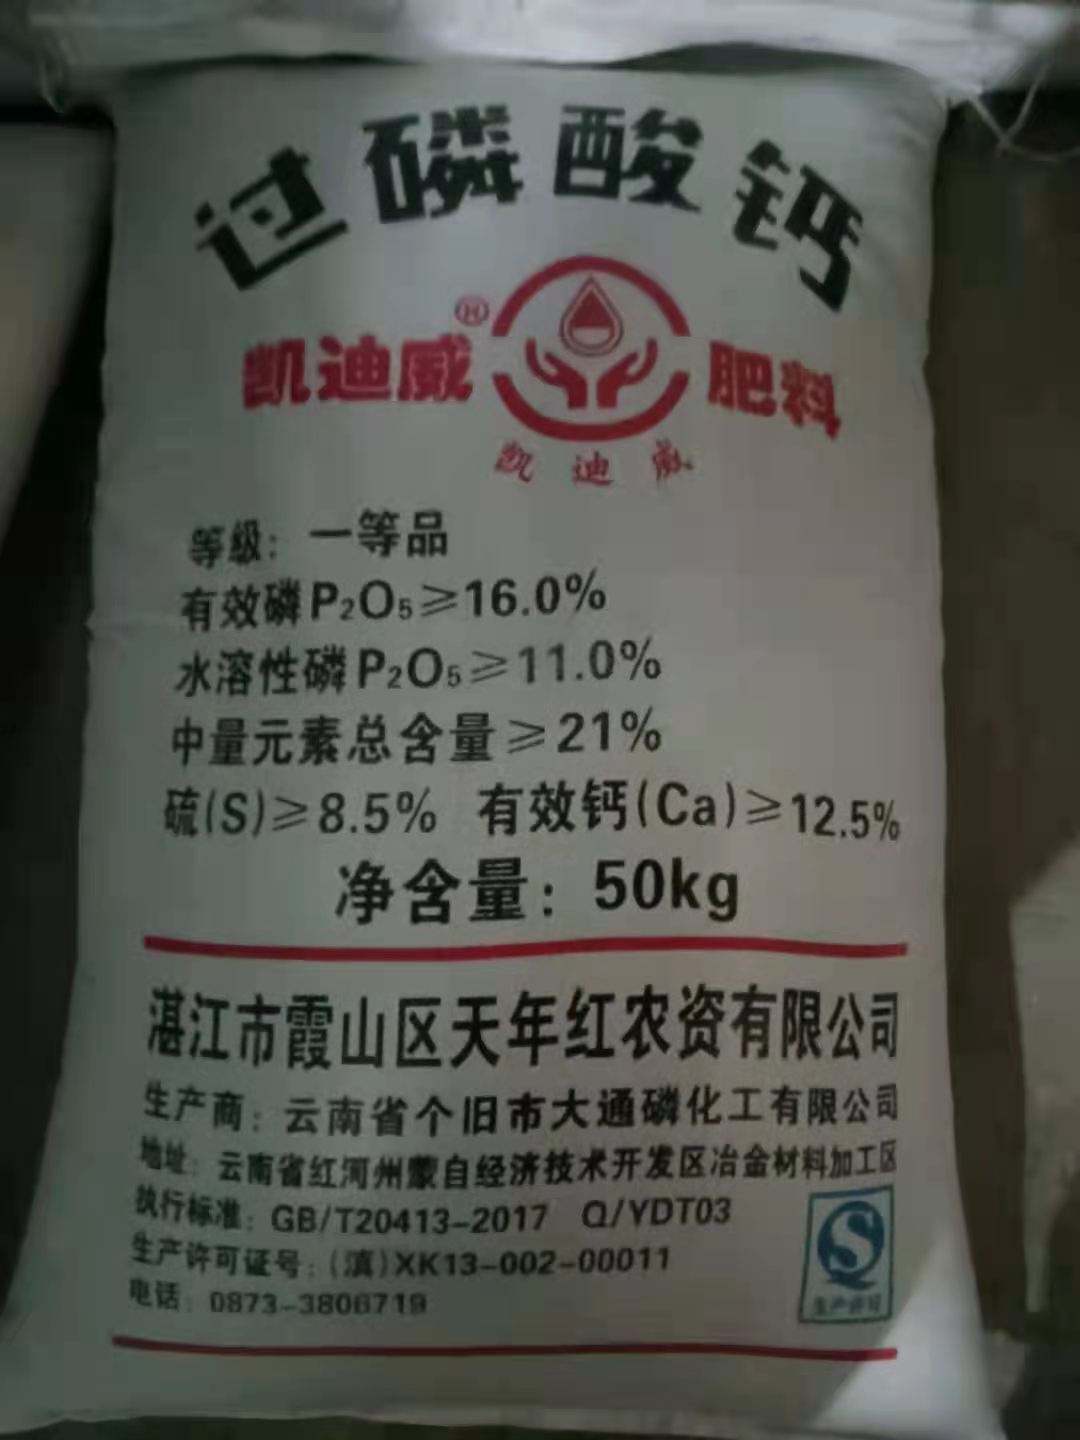 过磷酸钙
凯迪威® 肥料
凯迪威
等级：一等品
有效磷P₂O₅≥16.0%
水溶性磷P₂O₅≥11.0%
中量元素总含量≥21%
硫(S)≥8.5% 有效钙(Ca)≥12.5%
净含量：50kg
湛江市霞山区天年红农资有限公司
生产商：云南省个旧市大通磷化工有限公司
地址：云南省红河州蒙自经济技术开发区冶金材料加工区
执行标准：GB/T20413-2017 Q/YDT03
生产许可证号：(滇)XK13-002-00011
电话：0873-3806719
生产许可